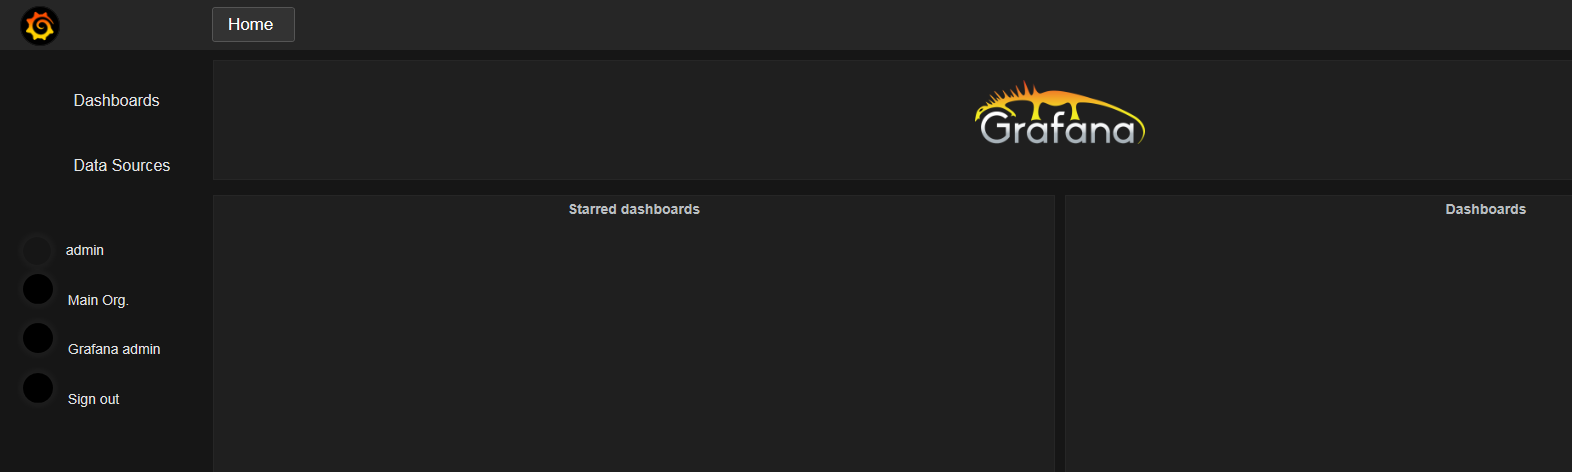 Home
Dashboards
Data Sources
admin
Main Org.
Grafana admin
Sign out
Grafana
Starred dashboards
Dashboards